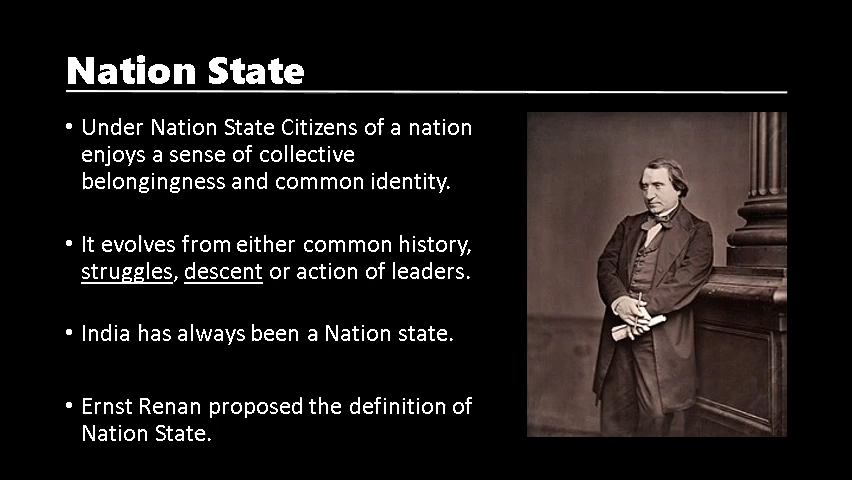 Nation State
• Under Nation State Citizens of a nation
enjoys a sense of collective
belongingness and common identity.
• It evolves from either common history,
struggles, descent or action of leaders.
• India has always been a Nation state.
• Ernst Renan proposed the definition of
Nation State.